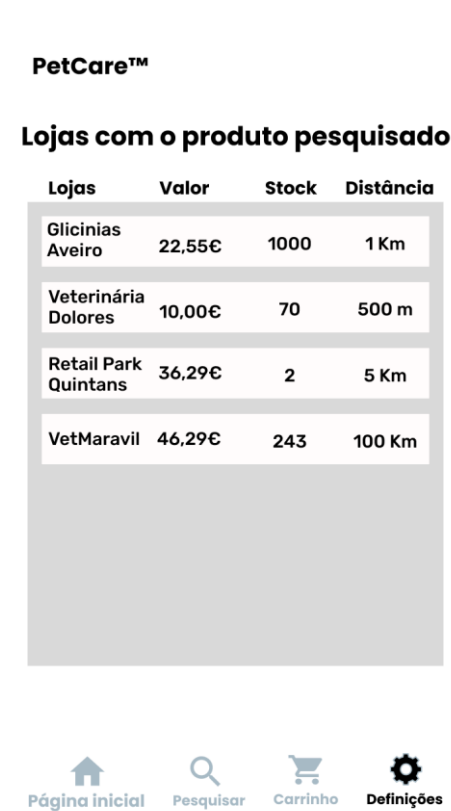 PetCare™
Lojas com o produto pesquisado
Lojas Valor Stock Distância
Glicinias
Aveiro 22,55€ 1000 1 Km
Veterinária
Dolores 10,00€ 70 500 m
Retail Park
Quintans 36,29€ 2 5 Km
VetMaravil 46,29€ 243 100 Km
Página inicial Pesquisar Carrinho Definições